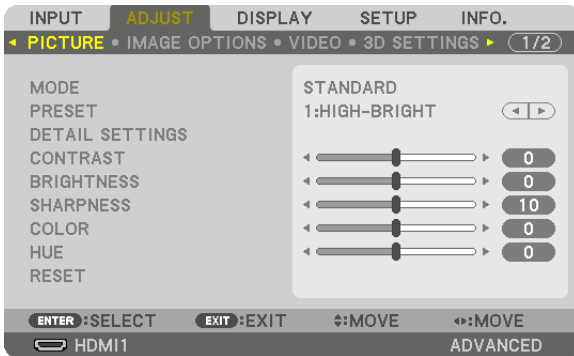 INPUT ADJUST DISPLAY SETUP INFO.
PICTURE • IMAGE OPTIONS • VIDEO • 3D SETTINGS 1/2
MODE STANDARD
PRESET 1:HIGH-BRIGHT
DETAIL SETTINGS
CONTRAST 0
BRIGHTNESS 0
SHARPNESS 10
COLOR 0
HUE 0
RESET
ENTER:SELECT EXIT:EXIT :MOVE :MOVE
HDMI1 ADVANCED